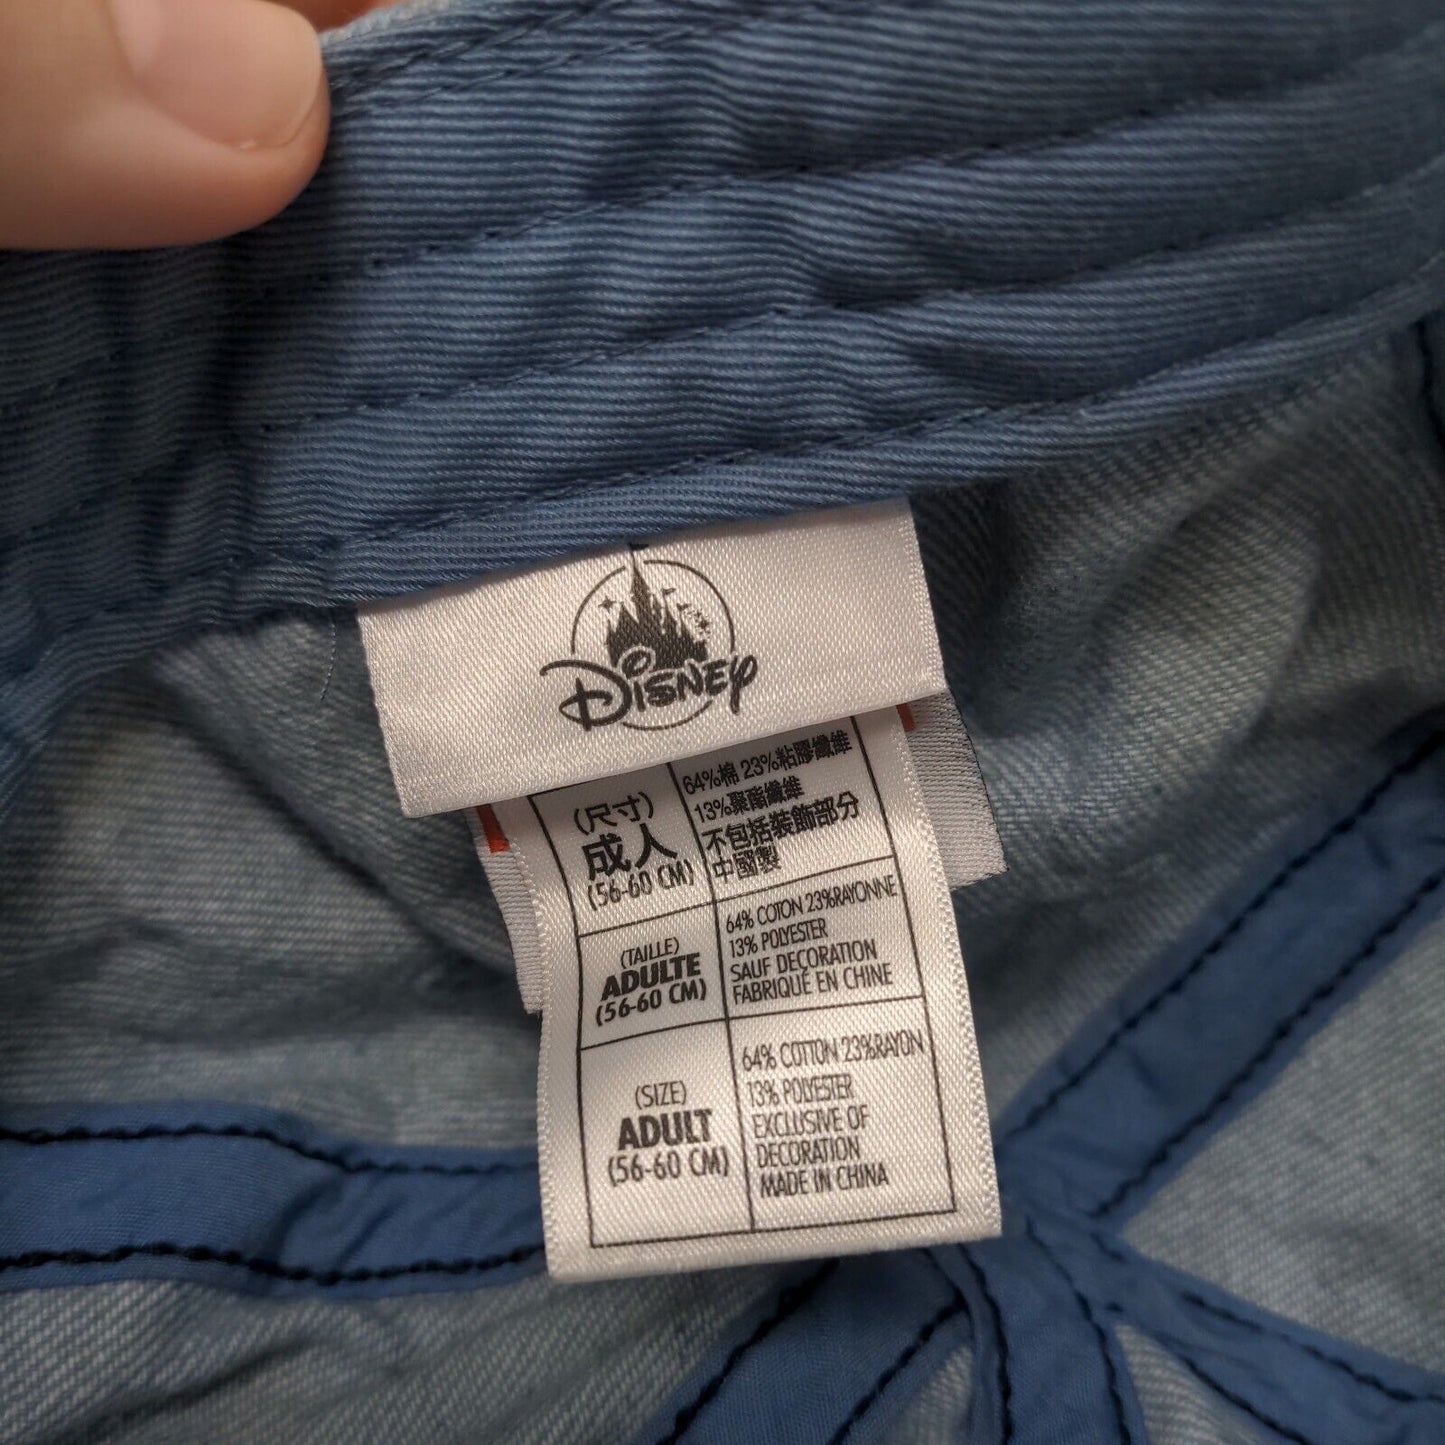 Disney
(尺寸)
成人
(56-60 CM)
64%棉 23%粘膠纖維
13%聚酯纖維
不包括裝飾部分
中國製
(TAILLE)
ADULTE
(56-60 CM)
64% COTON 23%RAYONNE
13% POLYESTER
SAUF DECORATION
FABRIQUÉ EN CHINE
(SIZE)
ADULT
(56-60 CM)
64% COTTON 23%RAYON
13% POLYESTER
EXCLUSIVE OF
DECORATION
MADE IN CHINA